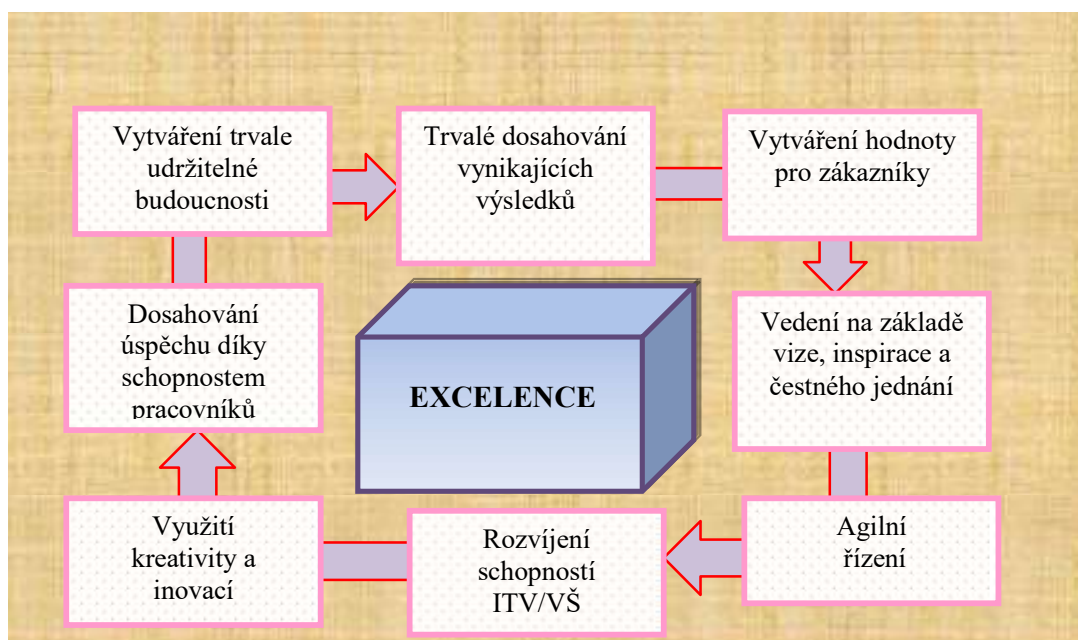 Vytváření trvale
udržitelné
budoucnosti
Trvalé dosahování
vynikajících
výsledků
Vytváření hodnoty
pro zákazníky
Dosahování
úspěchu díky
schopnostem
pracovníků
EXCELENCE
Vedení na základě
vize, inspirace a
čestného jednání
Využití
kreativity a
inovací
Rozvíjení
schopností
ITV/VŠ
Agilní
řízení